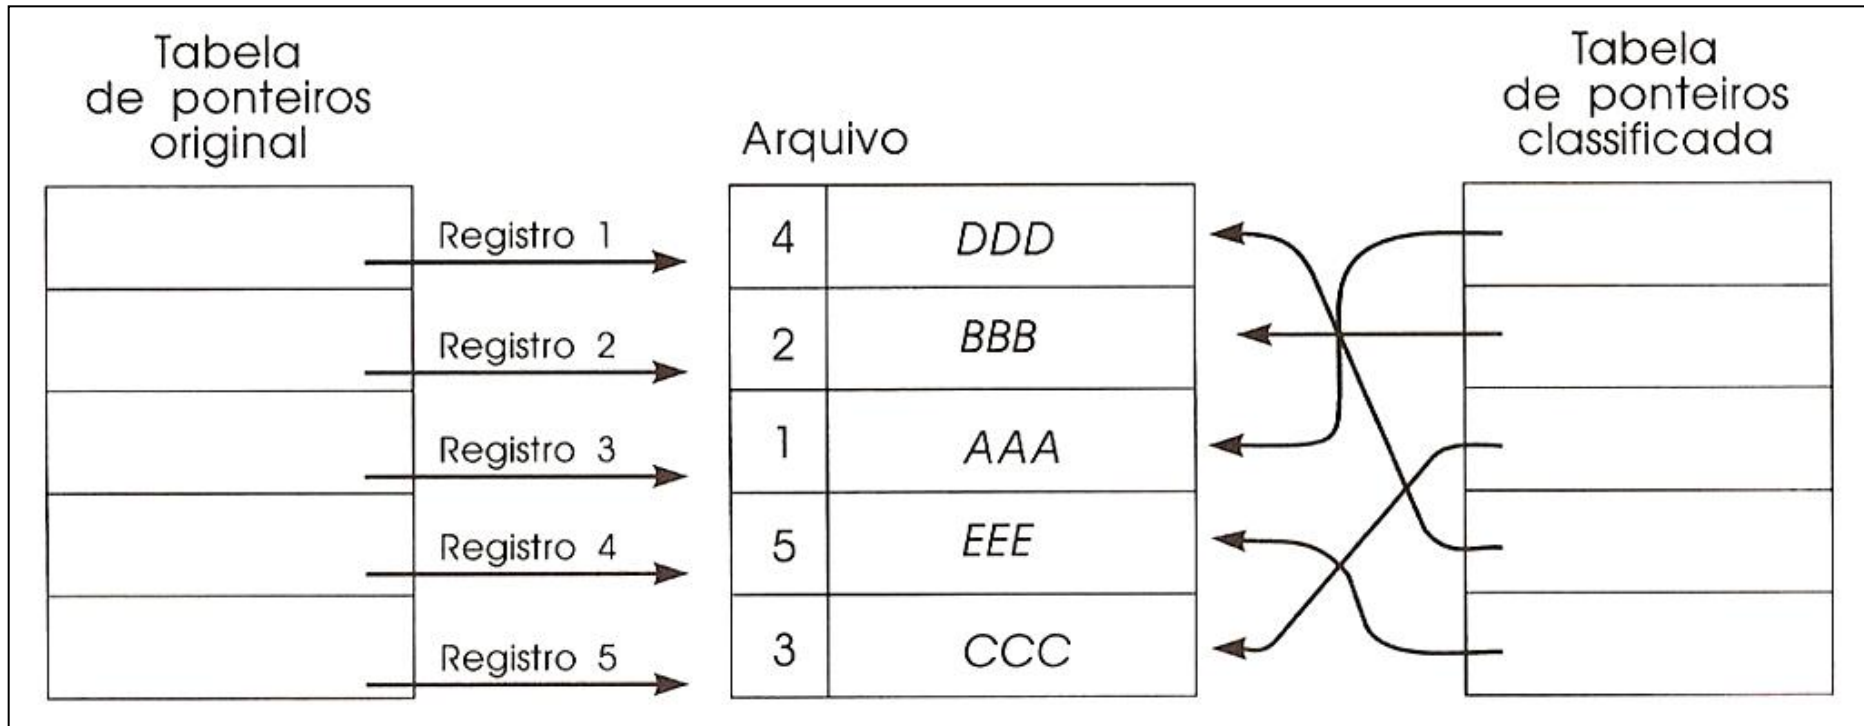 Tabela
de ponteiros
original
Arquivo
Tabela
de ponteiros
classificada
Registro 1
4 DDD
Registro 2
2 BBB
Registro 3
1 AAA
Registro 4
5 EEE
Registro 5
3 CCC